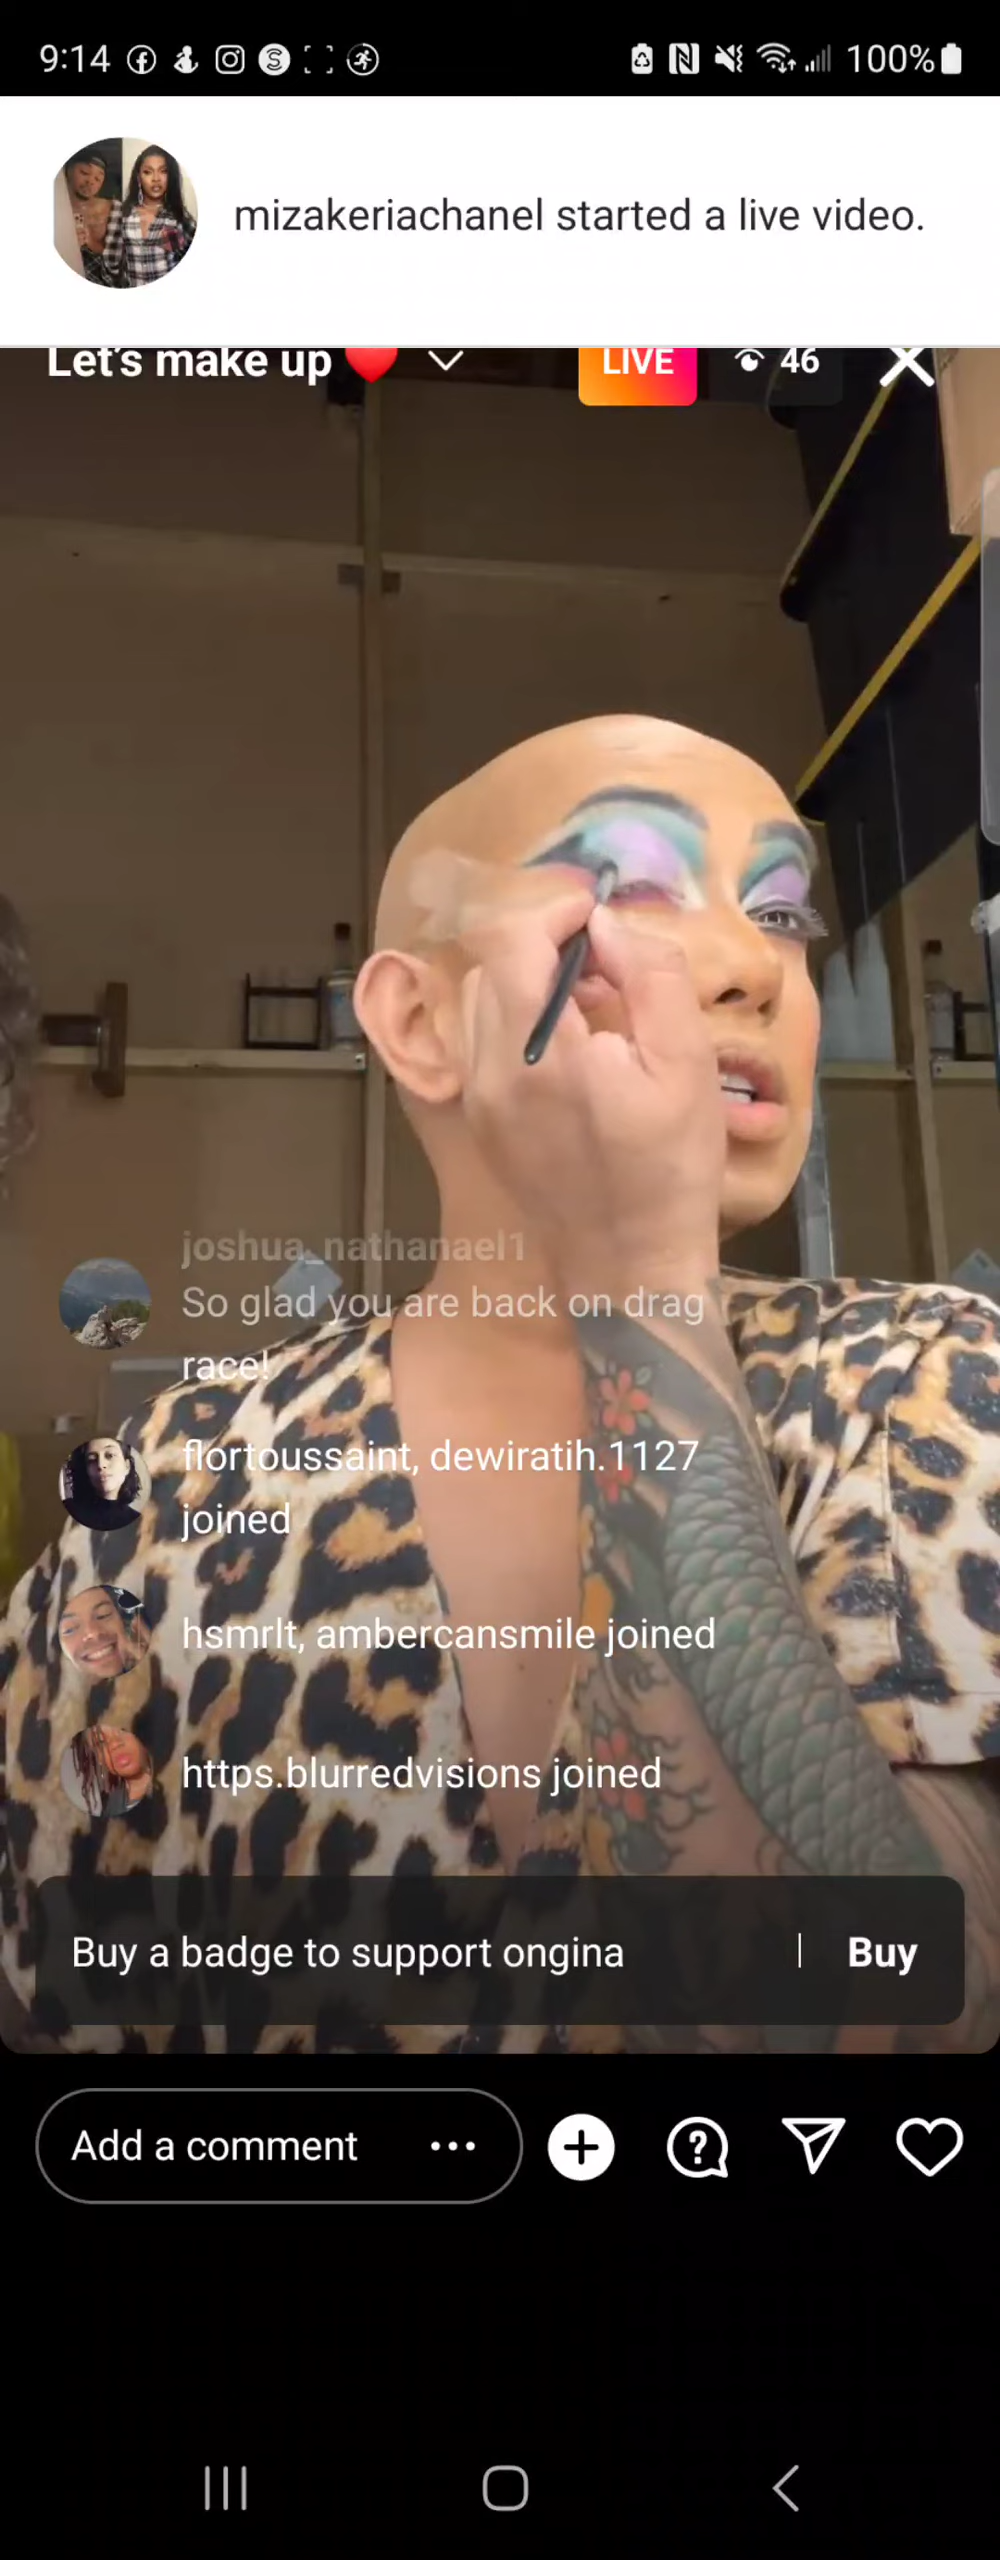 9:14 100%
mizakeriachanel started a live video.
Let's make up ❤️ LIVE 46
joshua_nathanael1
So glad you are back on drag
race!
flortoussaint, dewiratih.1127
joined
hsmrlt, ambercansmile joined
https.blurredvisions joined
Buy a badge to support ongina | Buy
Add a comment